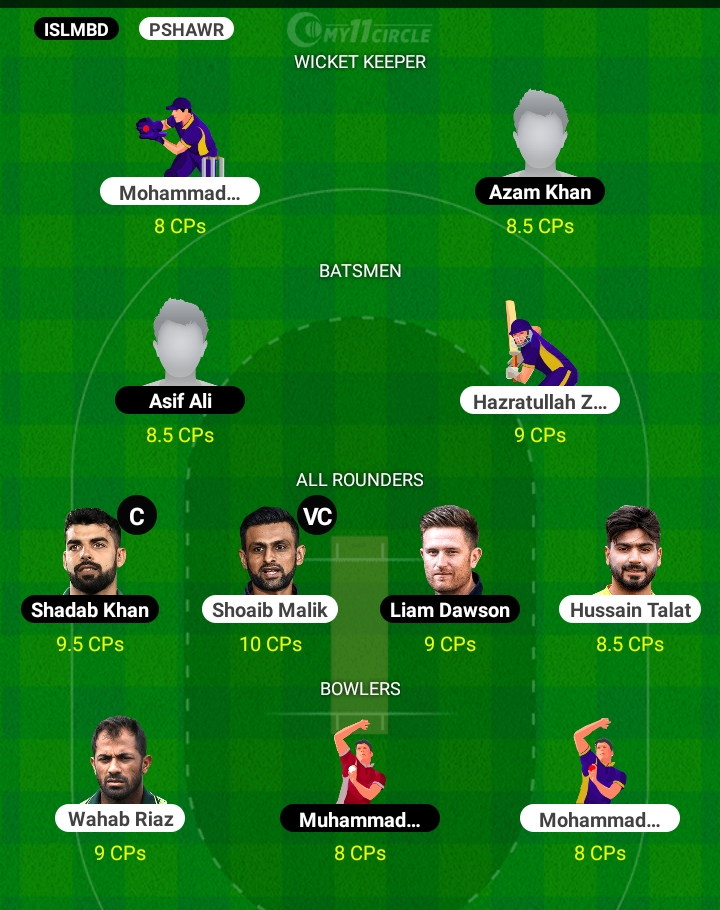 ISLMBD PSHAWR
MY11CIRCLE
WICKET KEEPER
Mohammad... Azam Khan
8 CPs 8.5 CPs
BATSMEN
Asif Ali Hazratullah Z...
8.5 CPs 9 CPs
ALL ROUNDERS
C VC
Shadab Khan Shoaib Malik Liam Dawson Hussain Talat
9.5 CPs 10 CPs 9 CPs 8.5 CPs
BOWLERS
Wahab Riaz Muhammad... Mohammad...
9 CPs 8 CPs 8 CPs